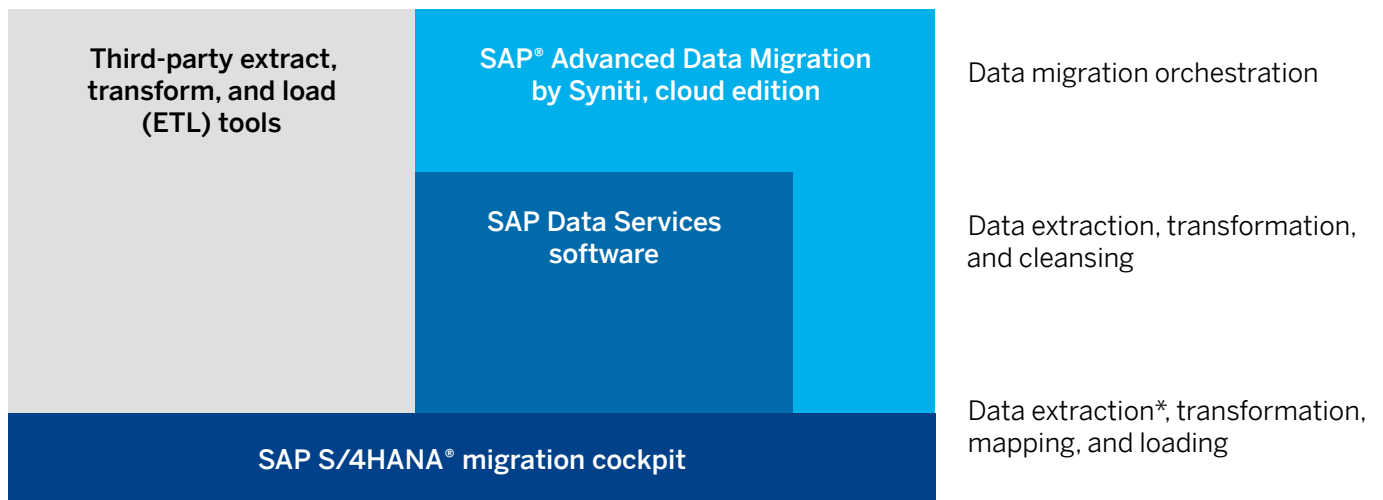 Third-party extract,
transform, and load
(ETL) tools
SAP® Advanced Data Migration
by Syniti, cloud edition
Data migration orchestration
SAP Data Services
software
Data extraction, transformation,
and cleansing
SAP S/4HANA® migration cockpit
Data extraction*, transformation,
mapping, and loading